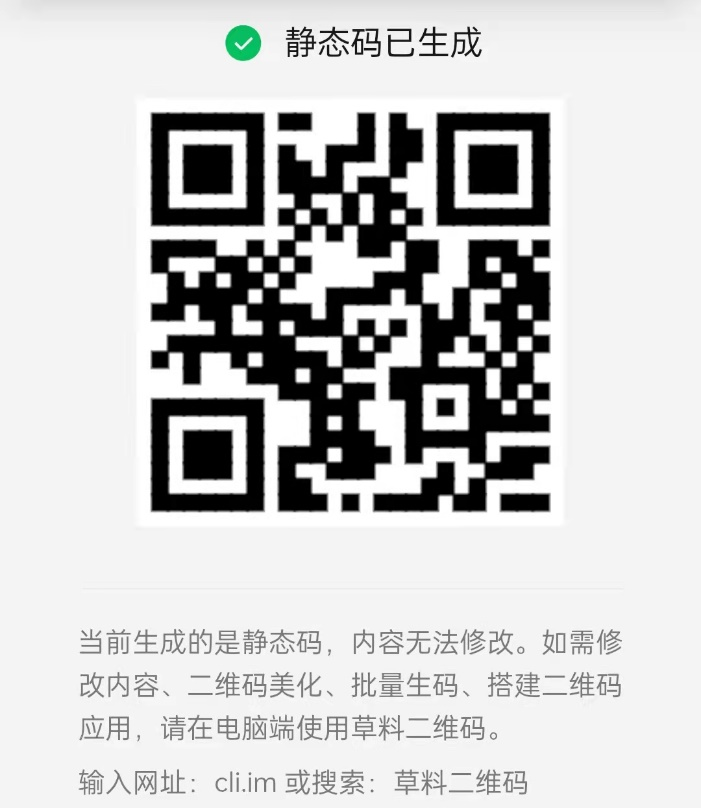 静态码已生成
当前生成的是静态码，内容无法修改。如需修
改内容、二维码美化、批量生码、搭建二维码
应用，请在电脑端使用草料二维码。
输入网址：cli.im 或搜索：草料二维码